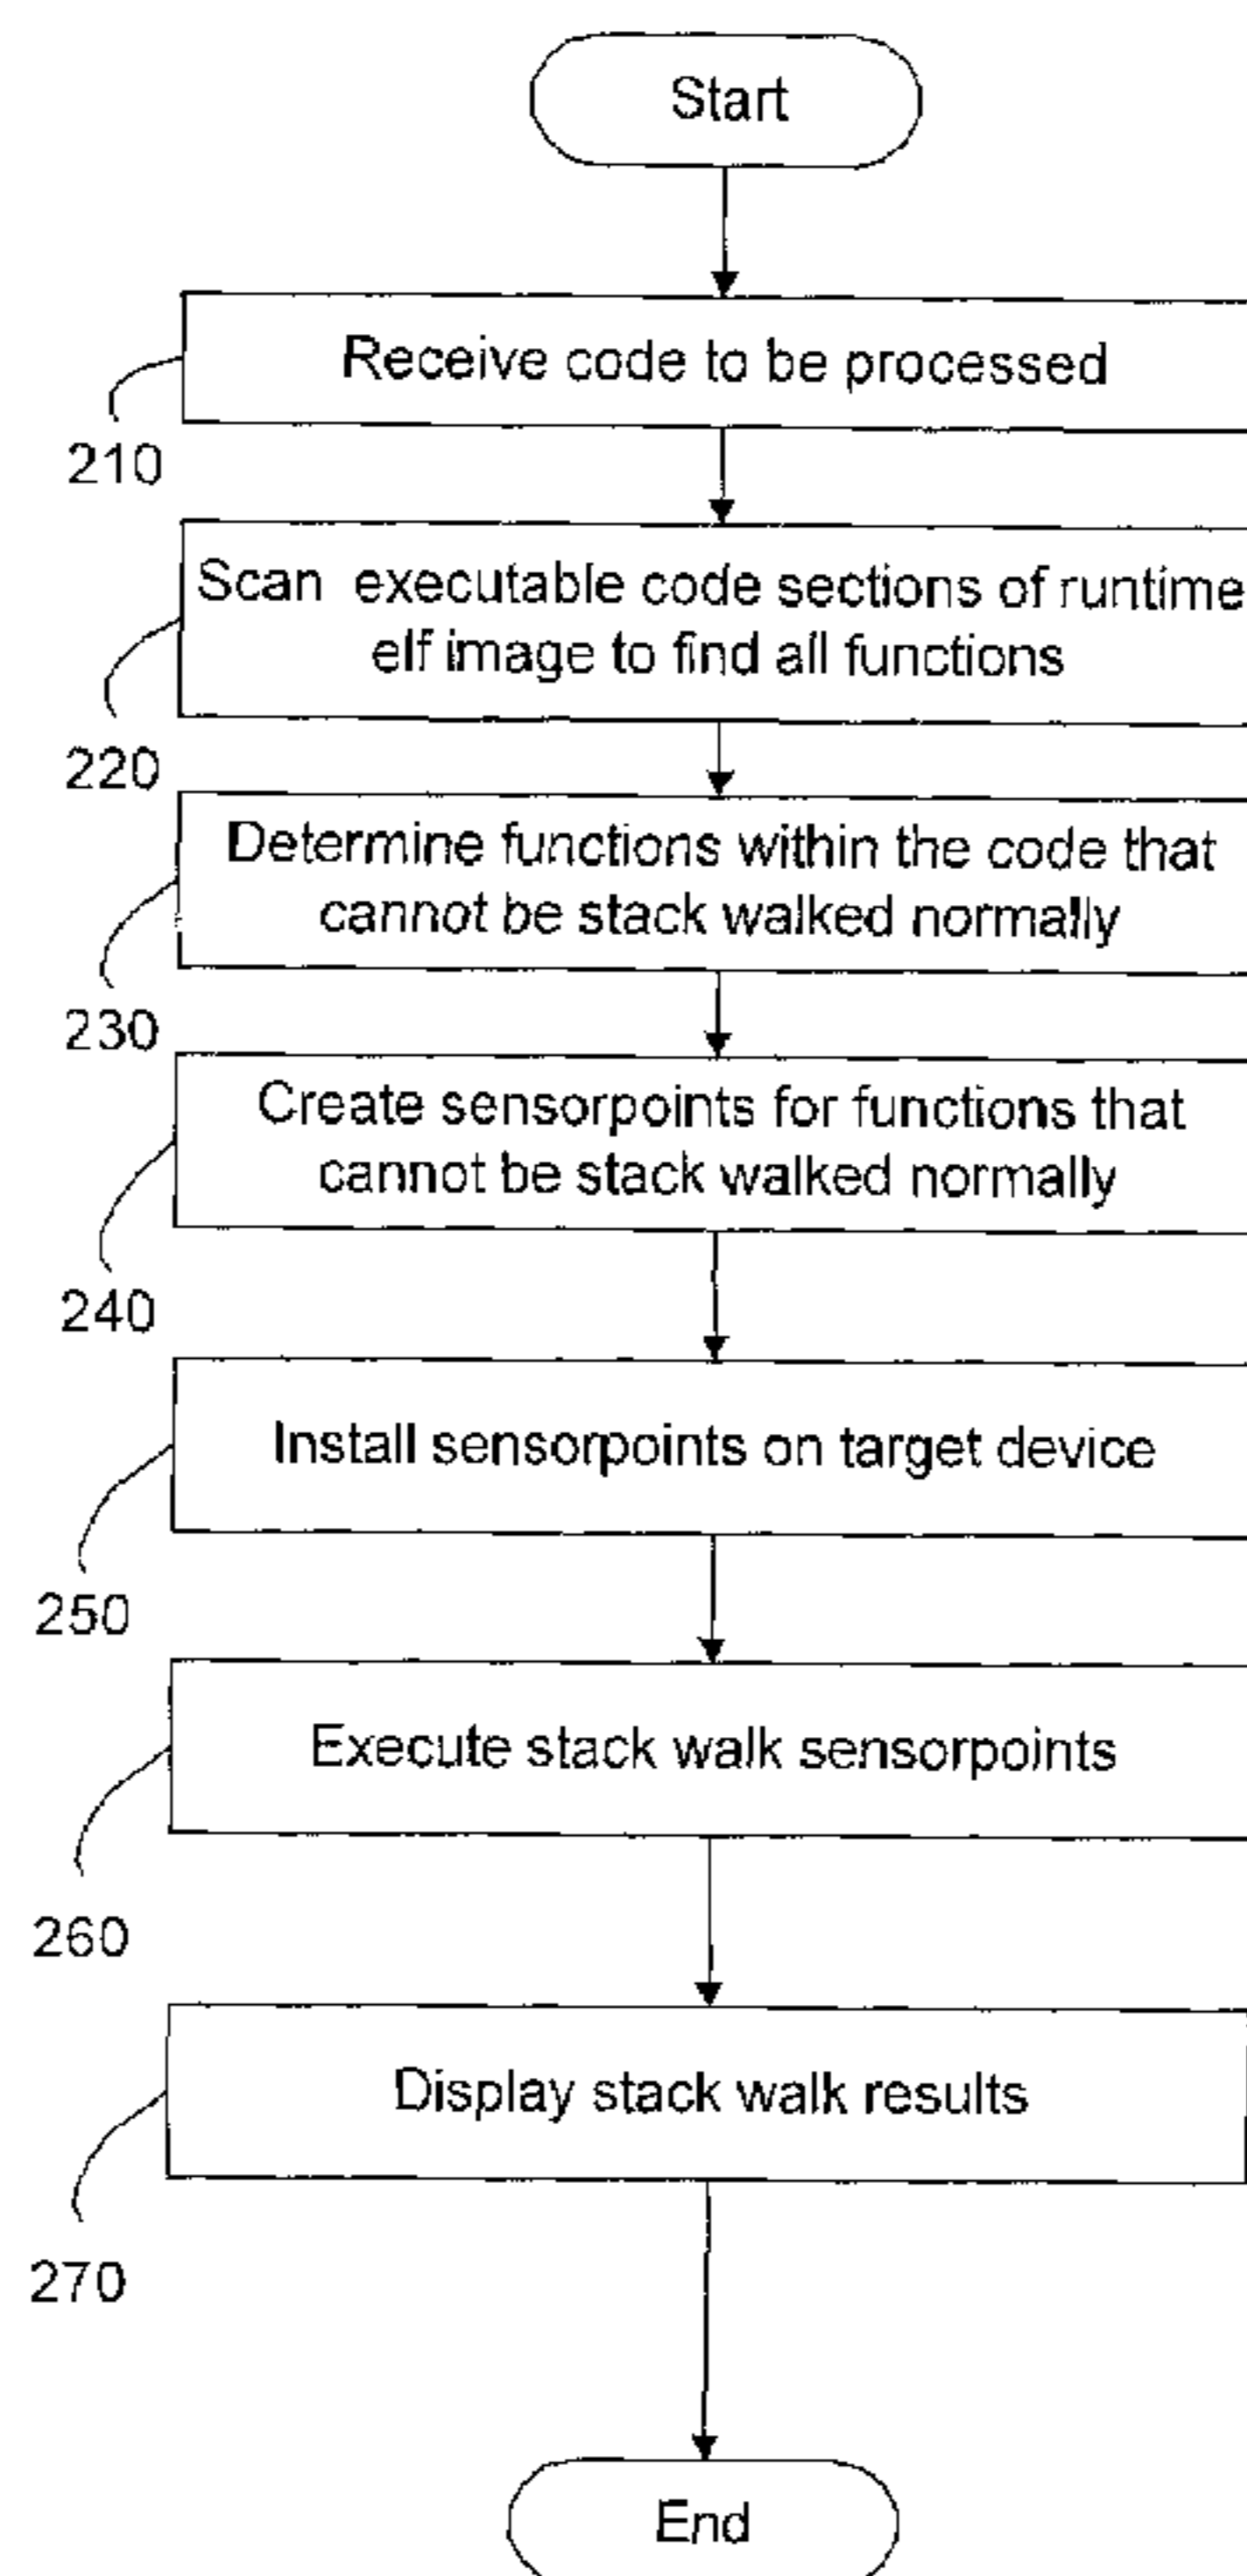 Start
Receive code to be processed
210
Scan executable code sections of runtime
elf image to find all functions
220
Determine functions within the code that
cannot be stack walked normally
230
Create sensorpoints for functions that
cannot be stack walked normally
240
Install sensorpoints on target device
250
Execute stack walk sensorpoints
260
Display stack walk results
270
End